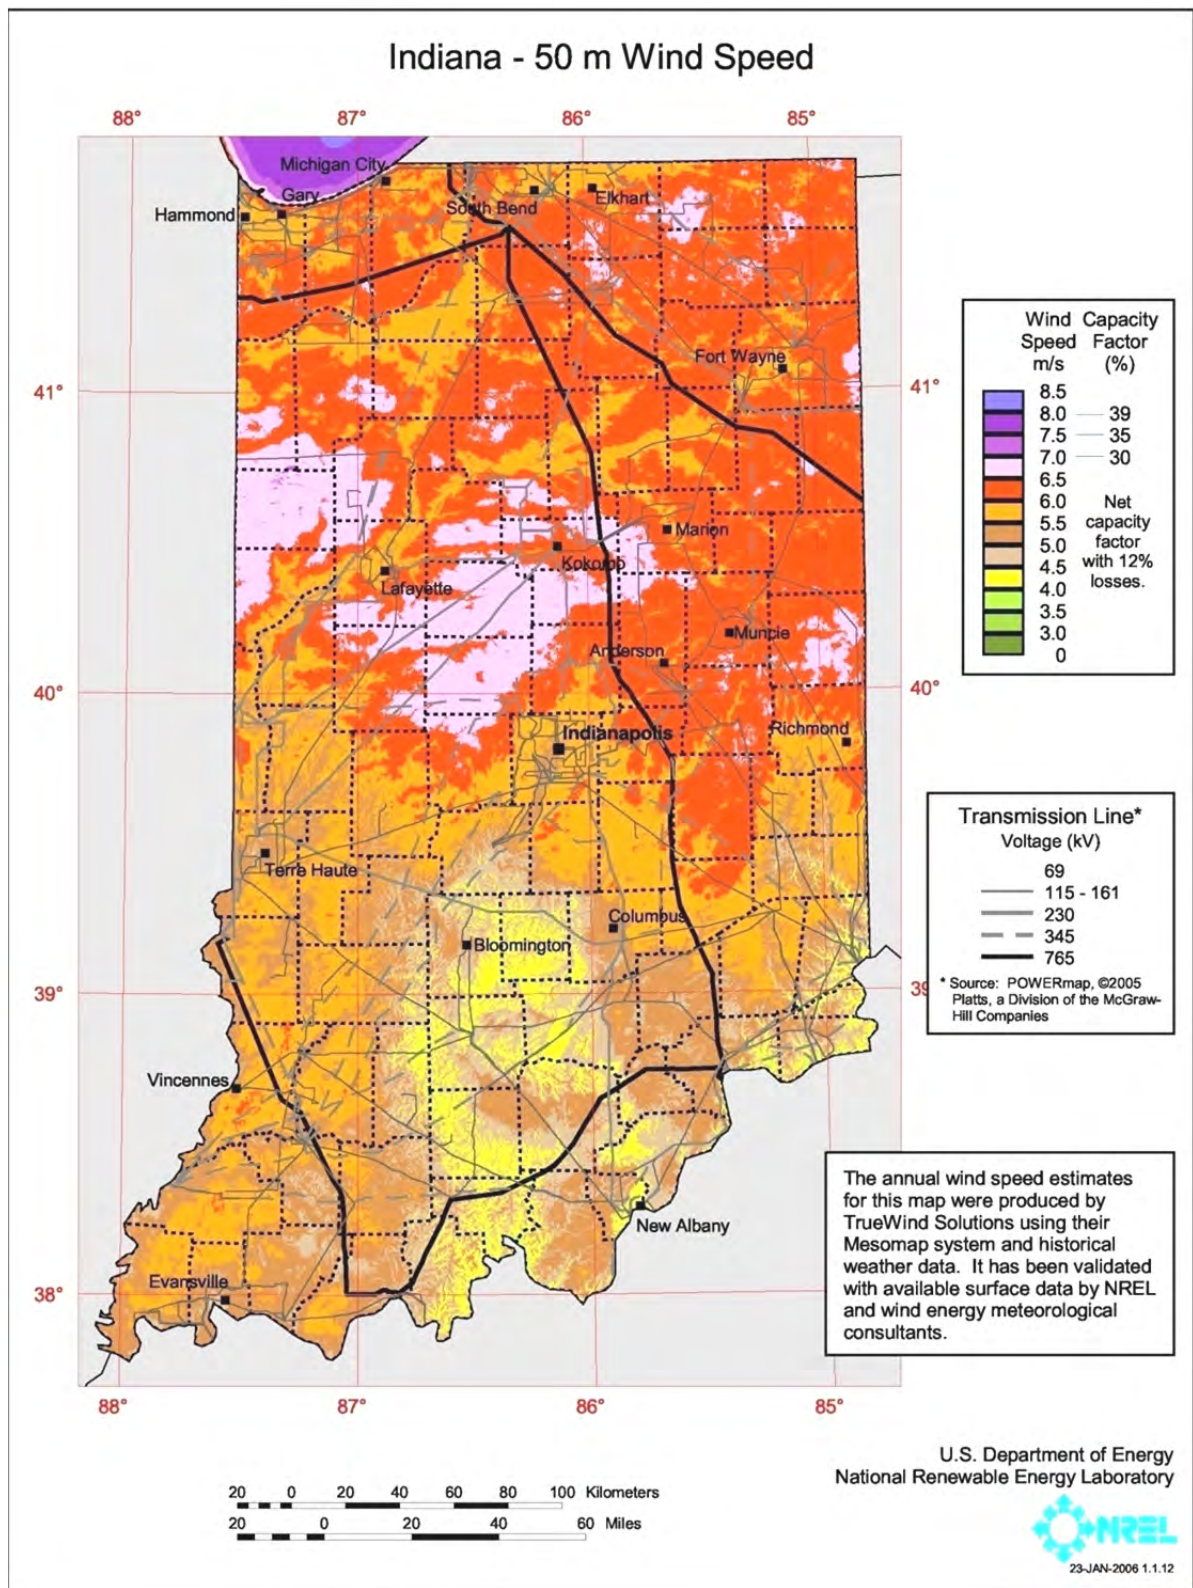 Indiana - 50 m Wind Speed
88° 87° 86° 85°
Michigan City
Gary
Hammond
South Bend
Elkhart
Fort Wayne
41° 41°
Marion
Kokomo
Lafayette
Muncie
Anderson
40° 40°
Richmond
Indianapolis
Terre Haute
Columbus
Bloomington
39° 39
Vincennes
New Albany
Evansville
38°
88° 87° 86° 85°
Wind Capacity
Speed Factor
m/s (%)
8.5
8.0 39
7.5 35
7.0 30
6.5
6.0
5.5
5.0
4.5
4.0
3.5
3.0
0
Net
capacity
factor
with 12%
losses.
Transmission Line*
Voltage (kV)
69
115 - 161
230
345
765
* Source: POWERmap, ©2005
Platts, a Division of the McGraw-
Hill Companies
The annual wind speed estimates
for this map were produced by
TrueWind Solutions using their
Mesomap system and historical
weather data. It has been validated
with available surface data by NREL
and wind energy meteorological
consultants.
U.S. Department of Energy
National Renewable Energy Laboratory
20 0 20 40 60 80 100 Kilometers
20 0 20 40 60 Miles
NREL
23-JAN-2006 1.1.12